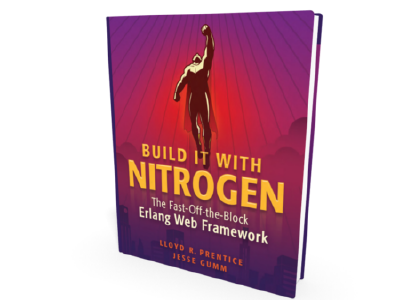 BUILD IT WITH
NITROGEN
The Fast-Off-the-Block
Erlang Web Framework
LLOYD R. PRENTICE
JESSE GUMM